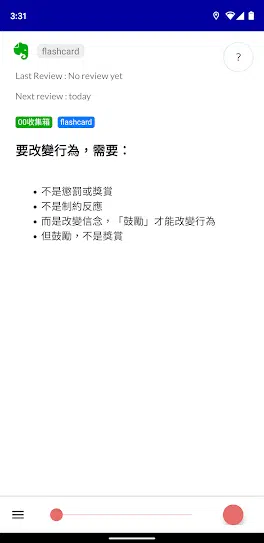 3:31
flashcard
?
Last Review : No review yet
Next review : today
00收集箱 flashcard
要改變行為，需要：
• 不是懲罰或獎賞
• 不是制約反應
• 而是改變信念，「鼓勵」才能改變行為
• 但鼓勵，不是獎賞